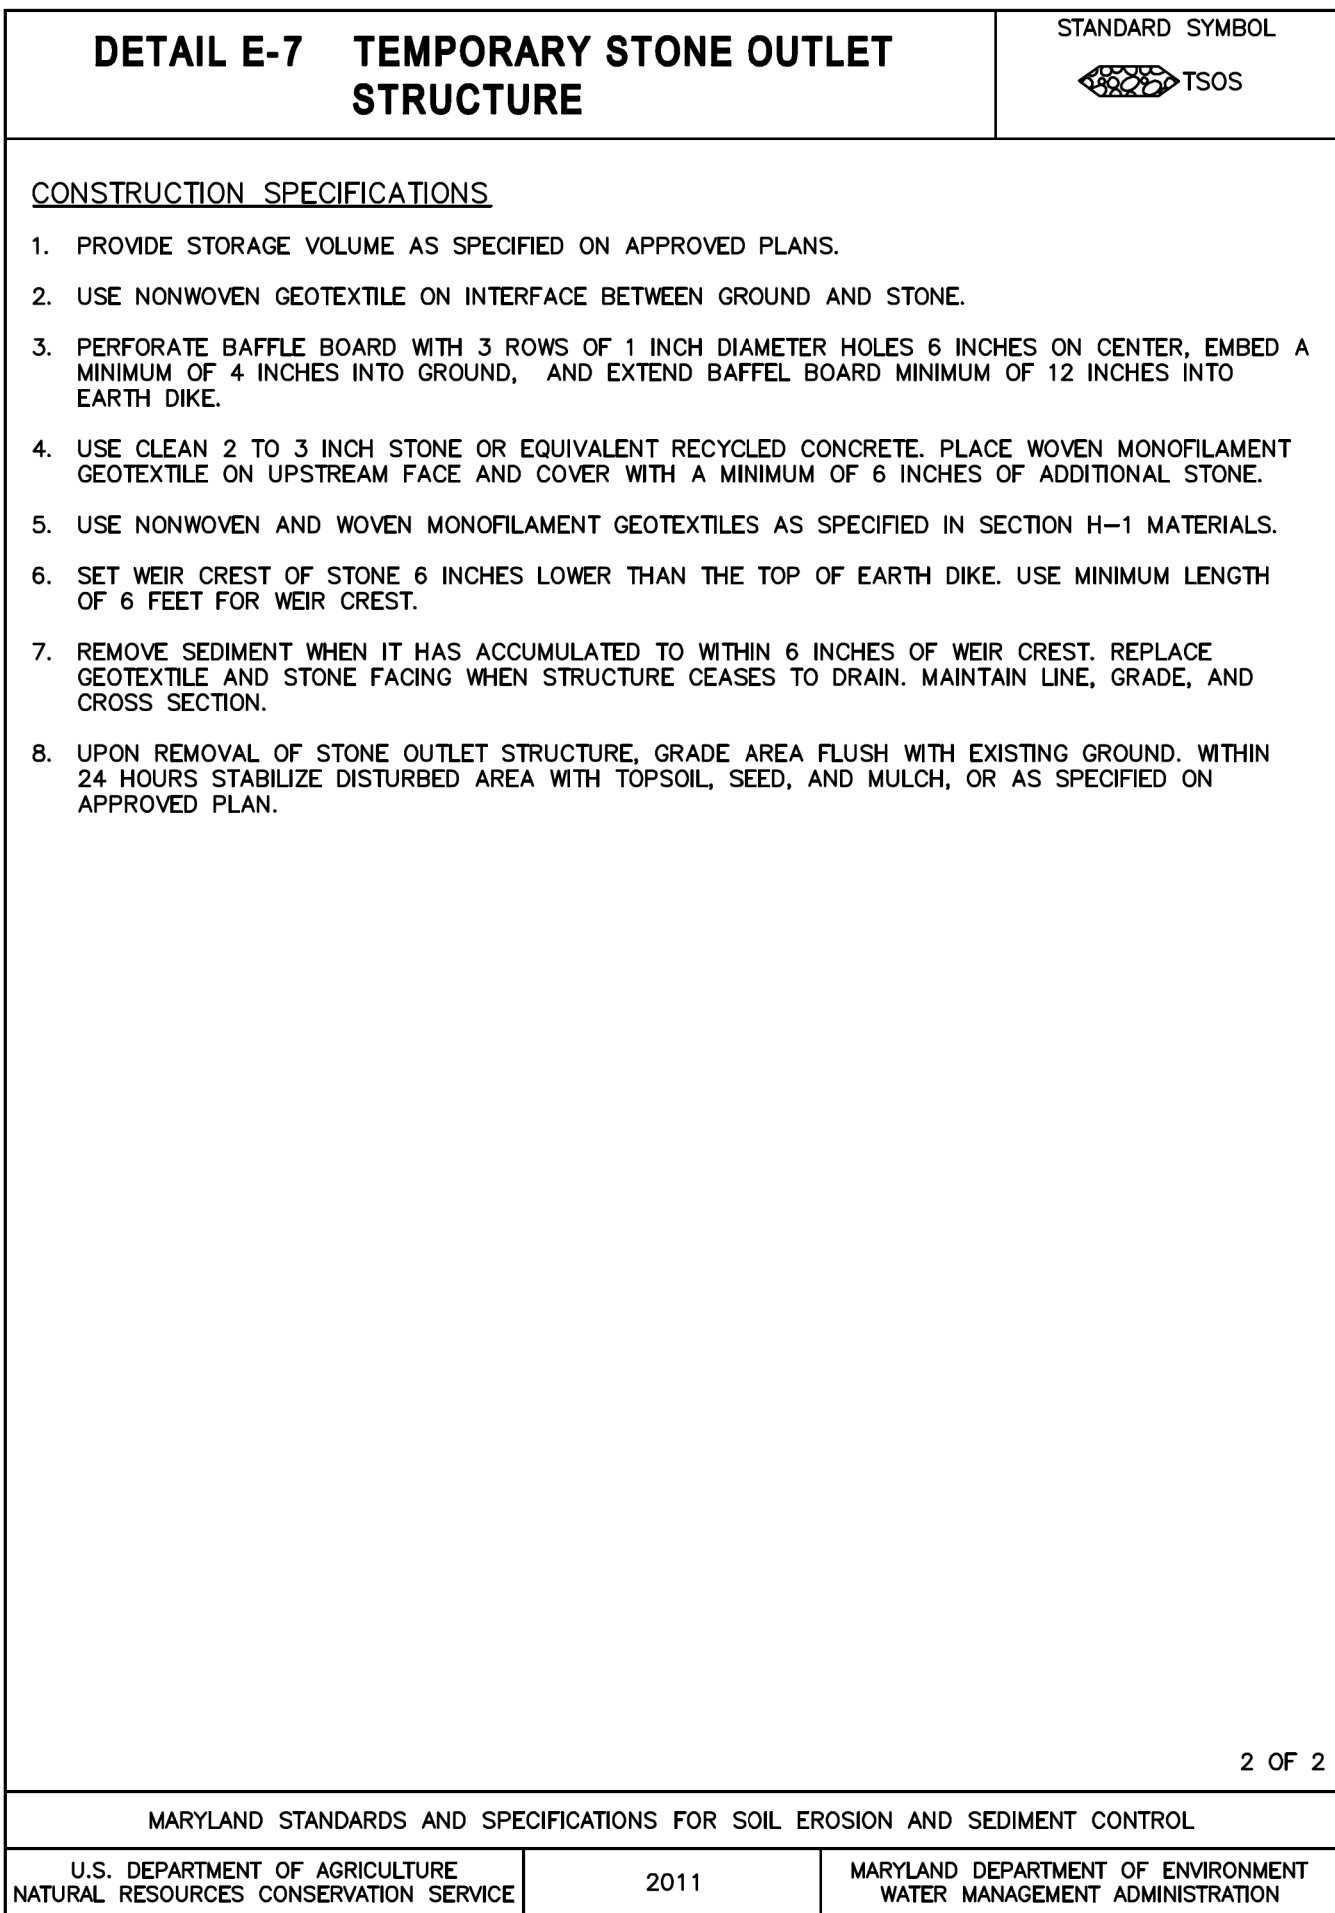 DETAIL E-7 TEMPORARY STONE OUTLET
STRUCTURE
STANDARD SYMBOL
TSOS
CONSTRUCTION SPECIFICATIONS
1. PROVIDE STORAGE VOLUME AS SPECIFIED ON APPROVED PLANS.
2. USE NONWOVEN GEOTEXTILE ON INTERFACE BETWEEN GROUND AND STONE.
3. PERFORATE BAFFLE BOARD WITH 3 ROWS OF 1 INCH DIAMETER HOLES 6 INCHES ON CENTER, EMBED A
MINIMUM OF 4 INCHES INTO GROUND, AND EXTEND BAFFEL BOARD MINIMUM OF 12 INCHES INTO
EARTH DIKE.
4. USE CLEAN 2 TO 3 INCH STONE OR EQUIVALENT RECYCLED CONCRETE. PLACE WOVEN MONOFILAMENT
GEOTEXTILE ON UPSTREAM FACE AND COVER WITH A MINIMUM OF 6 INCHES OF ADDITIONAL STONE.
5. USE NONWOVEN AND WOVEN MONOFILAMENT GEOTEXTILES AS SPECIFIED IN SECTION H-1 MATERIALS.
6. SET WEIR CREST OF STONE 6 INCHES LOWER THAN THE TOP OF EARTH DIKE. USE MINIMUM LENGTH
OF 6 FEET FOR WEIR CREST.
7. REMOVE SEDIMENT WHEN IT HAS ACCUMULATED TO WITHIN 6 INCHES OF WEIR CREST. REPLACE
GEOTEXTILE AND STONE FACING WHEN STRUCTURE CEASES TO DRAIN. MAINTAIN LINE, GRADE, AND
CROSS SECTION.
8. UPON REMOVAL OF STONE OUTLET STRUCTURE, GRADE AREA FLUSH WITH EXISTING GROUND. WITHIN
24 HOURS STABILIZE DISTURBED AREA WITH TOPSOIL, SEED, AND MULCH, OR AS SPECIFIED ON
APPROVED PLAN.
2 OF 2
MARYLAND STANDARDS AND SPECIFICATIONS FOR SOIL EROSION AND SEDIMENT CONTROL
U.S. DEPARTMENT OF AGRICULTURE
NATURAL RESOURCES CONSERVATION SERVICE
2011
MARYLAND DEPARTMENT OF ENVIRONMENT
WATER MANAGEMENT ADMINISTRATION